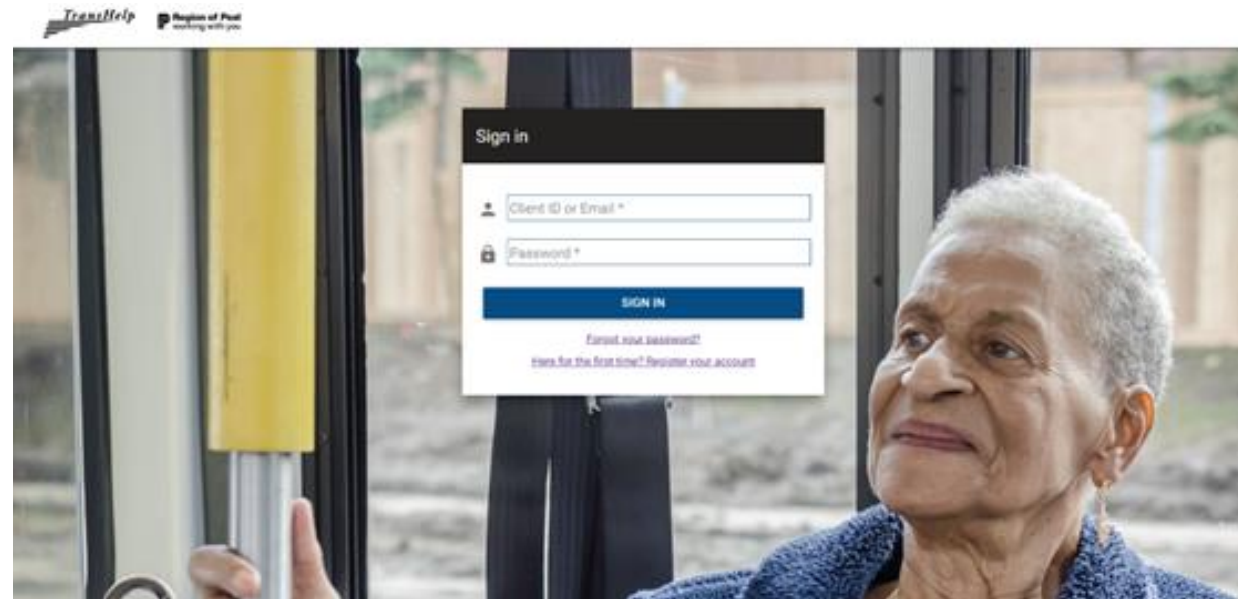 TransHelp
Region of Peel
working with you
Sign in
Client ID or Email *
Password *
SIGN IN
Forgot your password?
Here for the first time? Register your account